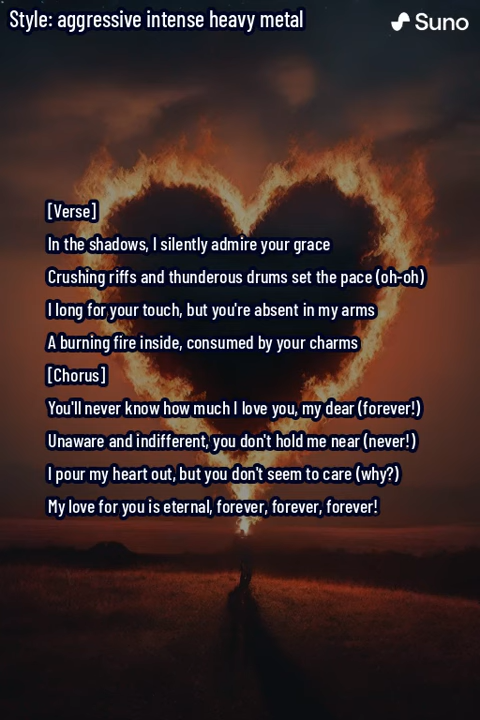 Style: aggressive intense heavy metal
Suno
[Verse]
In the shadows, I silently admire your grace
Crushing riffs and thunderous drums set the pace (oh-oh)
I long for your touch, but you're absent in my arms
A burning fire inside, consumed by your charms
[Chorus]
You'll never know how much I love you, my dear (forever!)
Unaware and indifferent, you don't hold me near (never!)
I pour my heart out, but you don't seem to care (why?)
My love for you is eternal, forever, forever, forever!